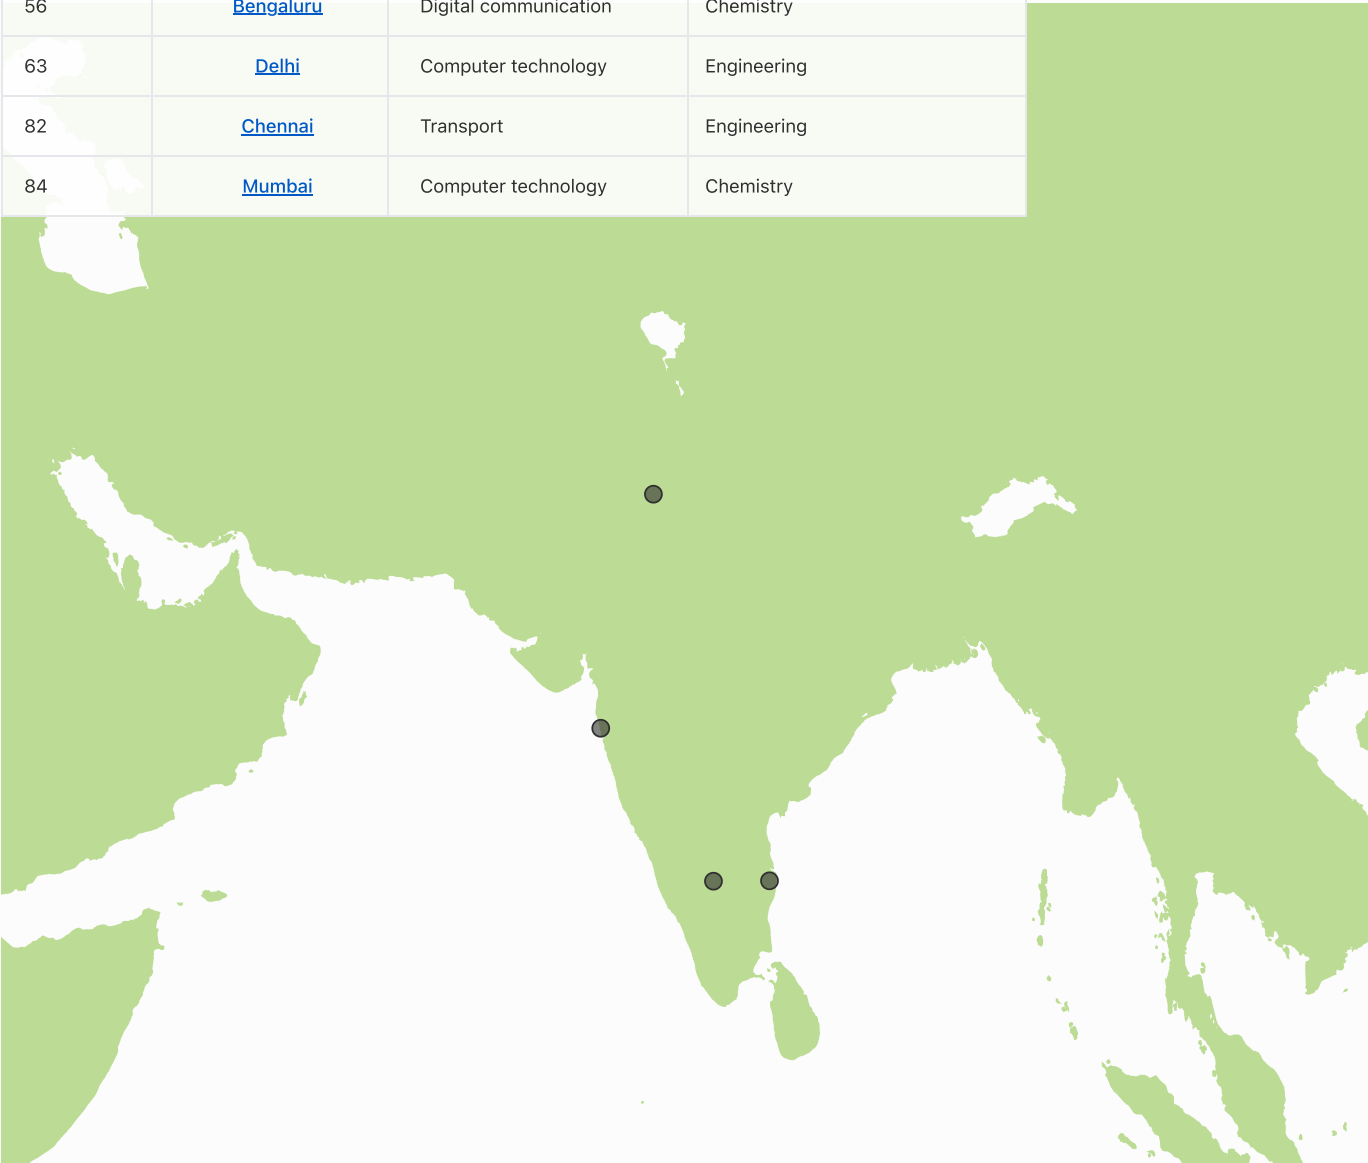 56 Bengaluru Digital communication Chemistry
63 Delhi Computer technology Engineering
82 Chennai Transport Engineering
84 Mumbai Computer technology Chemistry